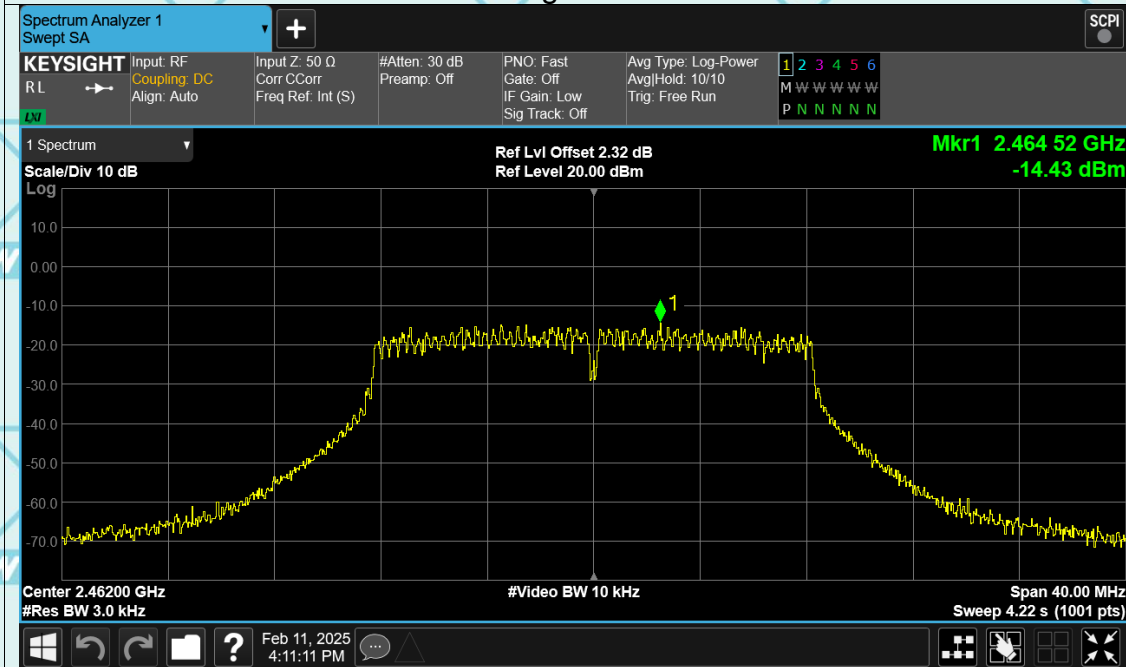 Spectrum Analyzer 1
Swept SA
+
SCPI
KEYSIGHT
RL
LXI
Input: RF
Coupling: DC
Align: Auto
Input Z: 50 Ω
Corr CCorr
Freq Ref: Int (S)
#Atten: 30 dB
Preamp: Off
PNO: Fast
Gate: Off
IF Gain: Low
Sig Track: Off
Avg Type: Log-Power
Avg|Hold: 10/10
Trig: Free Run
1 2 3 4 5 6
M W W W W W
P N N N N N
1 Spectrum
Scale/Div 10 dB
Ref Lvl Offset 2.32 dB
Ref Level 20.00 dBm
Mkr1 2.464 52 GHz
-14.43 dBm
Log
10.0
0.00
-10.0
-20.0
-30.0
-40.0
-50.0
-60.0
-70.0
1
Center 2.46200 GHz
#Res BW 3.0 kHz
#Video BW 10 kHz
Span 40.00 MHz
Sweep 4.22 s (1001 pts)
?
Feb 11, 2025
4:11:11 PM